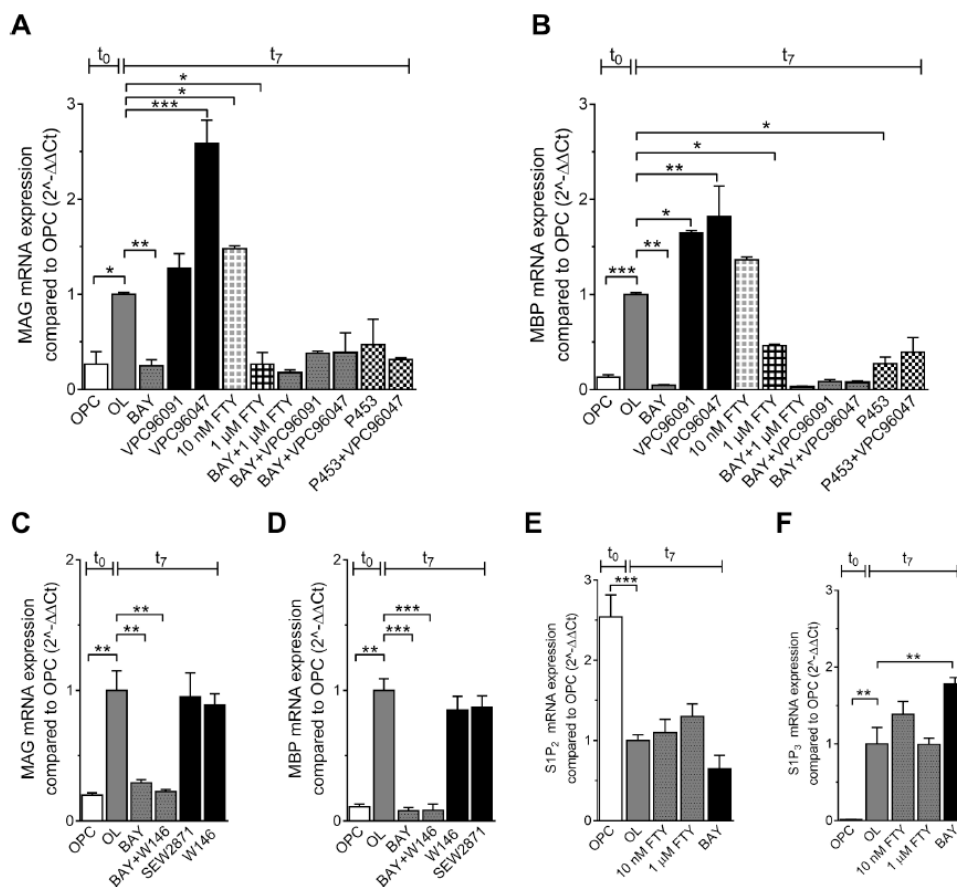 A
t0
t7
*
*
***
**
*
MAG mRNA expression
compared to OPC (2^-ΔΔCt)
3
2
1
0
OPC
OL
BAY
VPC96091
VPC96047
10 nM FTY
1 µM FTY
BAY+1 µM FTY
BAY+VPC96091
BAY+VPC96047
P453
P453+VPC96047
B
t0
t7
*
*
**
*
**
***
MBP mRNA expression
compared to OPC (2^-ΔΔCt)
3
2
1
0
OPC
OL
BAY
VPC96091
VPC96047
10 nM FTY
1 µM FTY
BAY+1 µM FTY
BAY+VPC96091
BAY+VPC96047
P453
P453+VPC96047
C
t0
t7
**
**
**
MAG mRNA expression
compared to OPC (2^-ΔΔCt)
2
1
0
OPC
OL
BAY
BAY+W146
SEW2871
W146
D
t0
t7
***
***
**
MBP mRNA expression
compared to OPC (2^-ΔΔCt)
2
1
0
OPC
OL
BAY
BAY+W146
W146
SEW2871
E
t0
t7
***
S1P2 mRNA expression
compared to OPC (2^-ΔΔCt)
3
2
1
0
OPC
OL
10 nM FTY
1 µM FTY
BAY
F
t0
t7
**
**
S1P3 mRNA expression
compared to OPC (2^-ΔΔCt)
3
2
1
0
OPC
OL
10 nM FTY
1 µM FTY
BAY